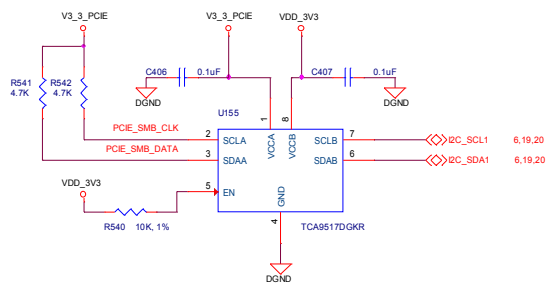 V3_3_PCIE
V3_3_PCIE
VDD_3V3
C406
0.1uF
C407
0.1uF
R541
4.7K
R542
4.7K
DGND
DGND
U155
1
8
PCIE_SMB_CLK
2
SCLA
VCCA
VCCB
SCLB
7
I2C_SCL1
6,19,20
PCIE_SMB_DATA
3
SDAA
SDAB
6
I2C_SDA1
6,19,20
VDD_3V3
5
EN
GND
R540
10K, 1%
4
TCA9517DGKR
DGND